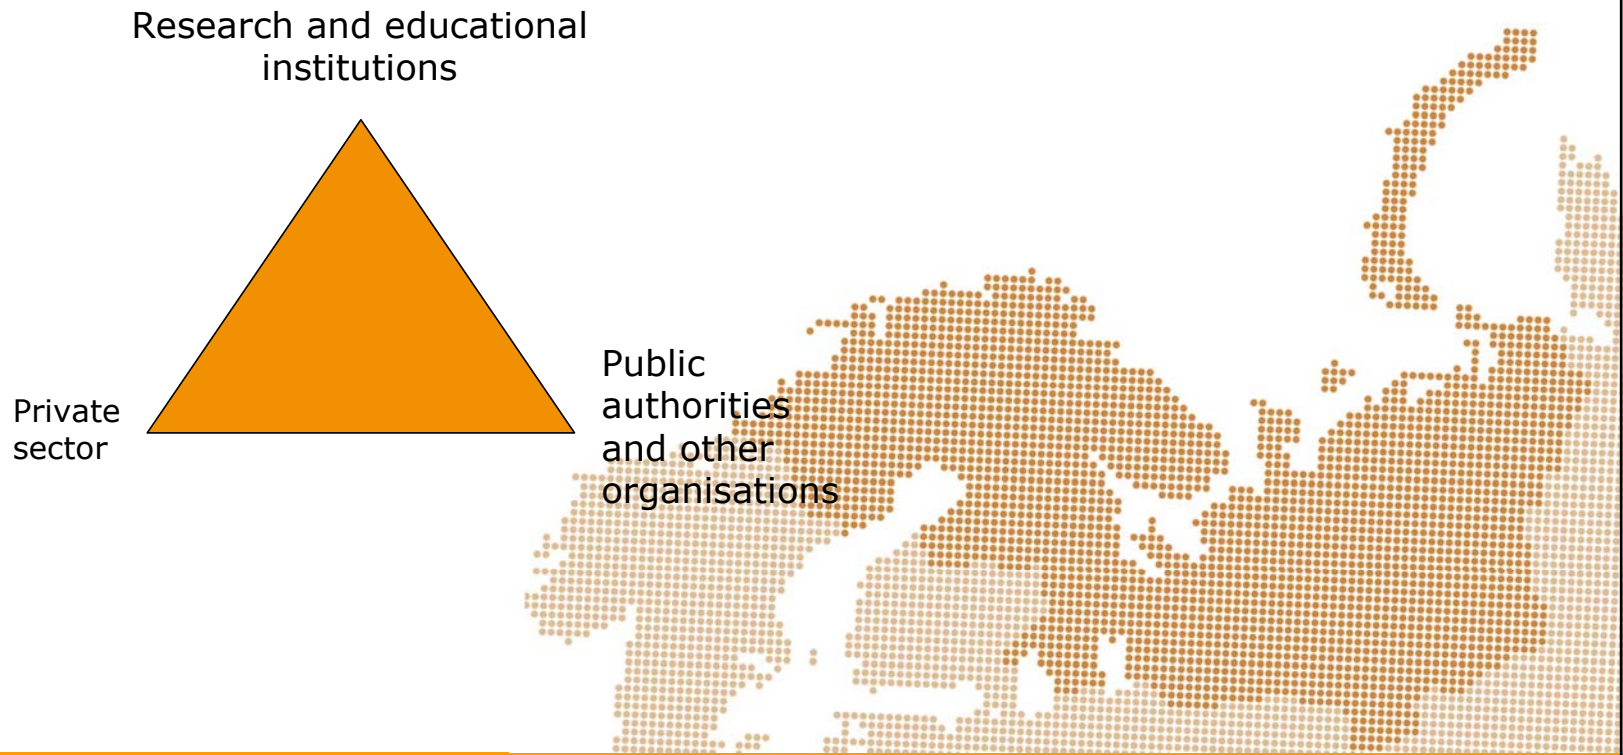 Research and educational
institutions
Private
sector
Public
authorities
and other
organisations